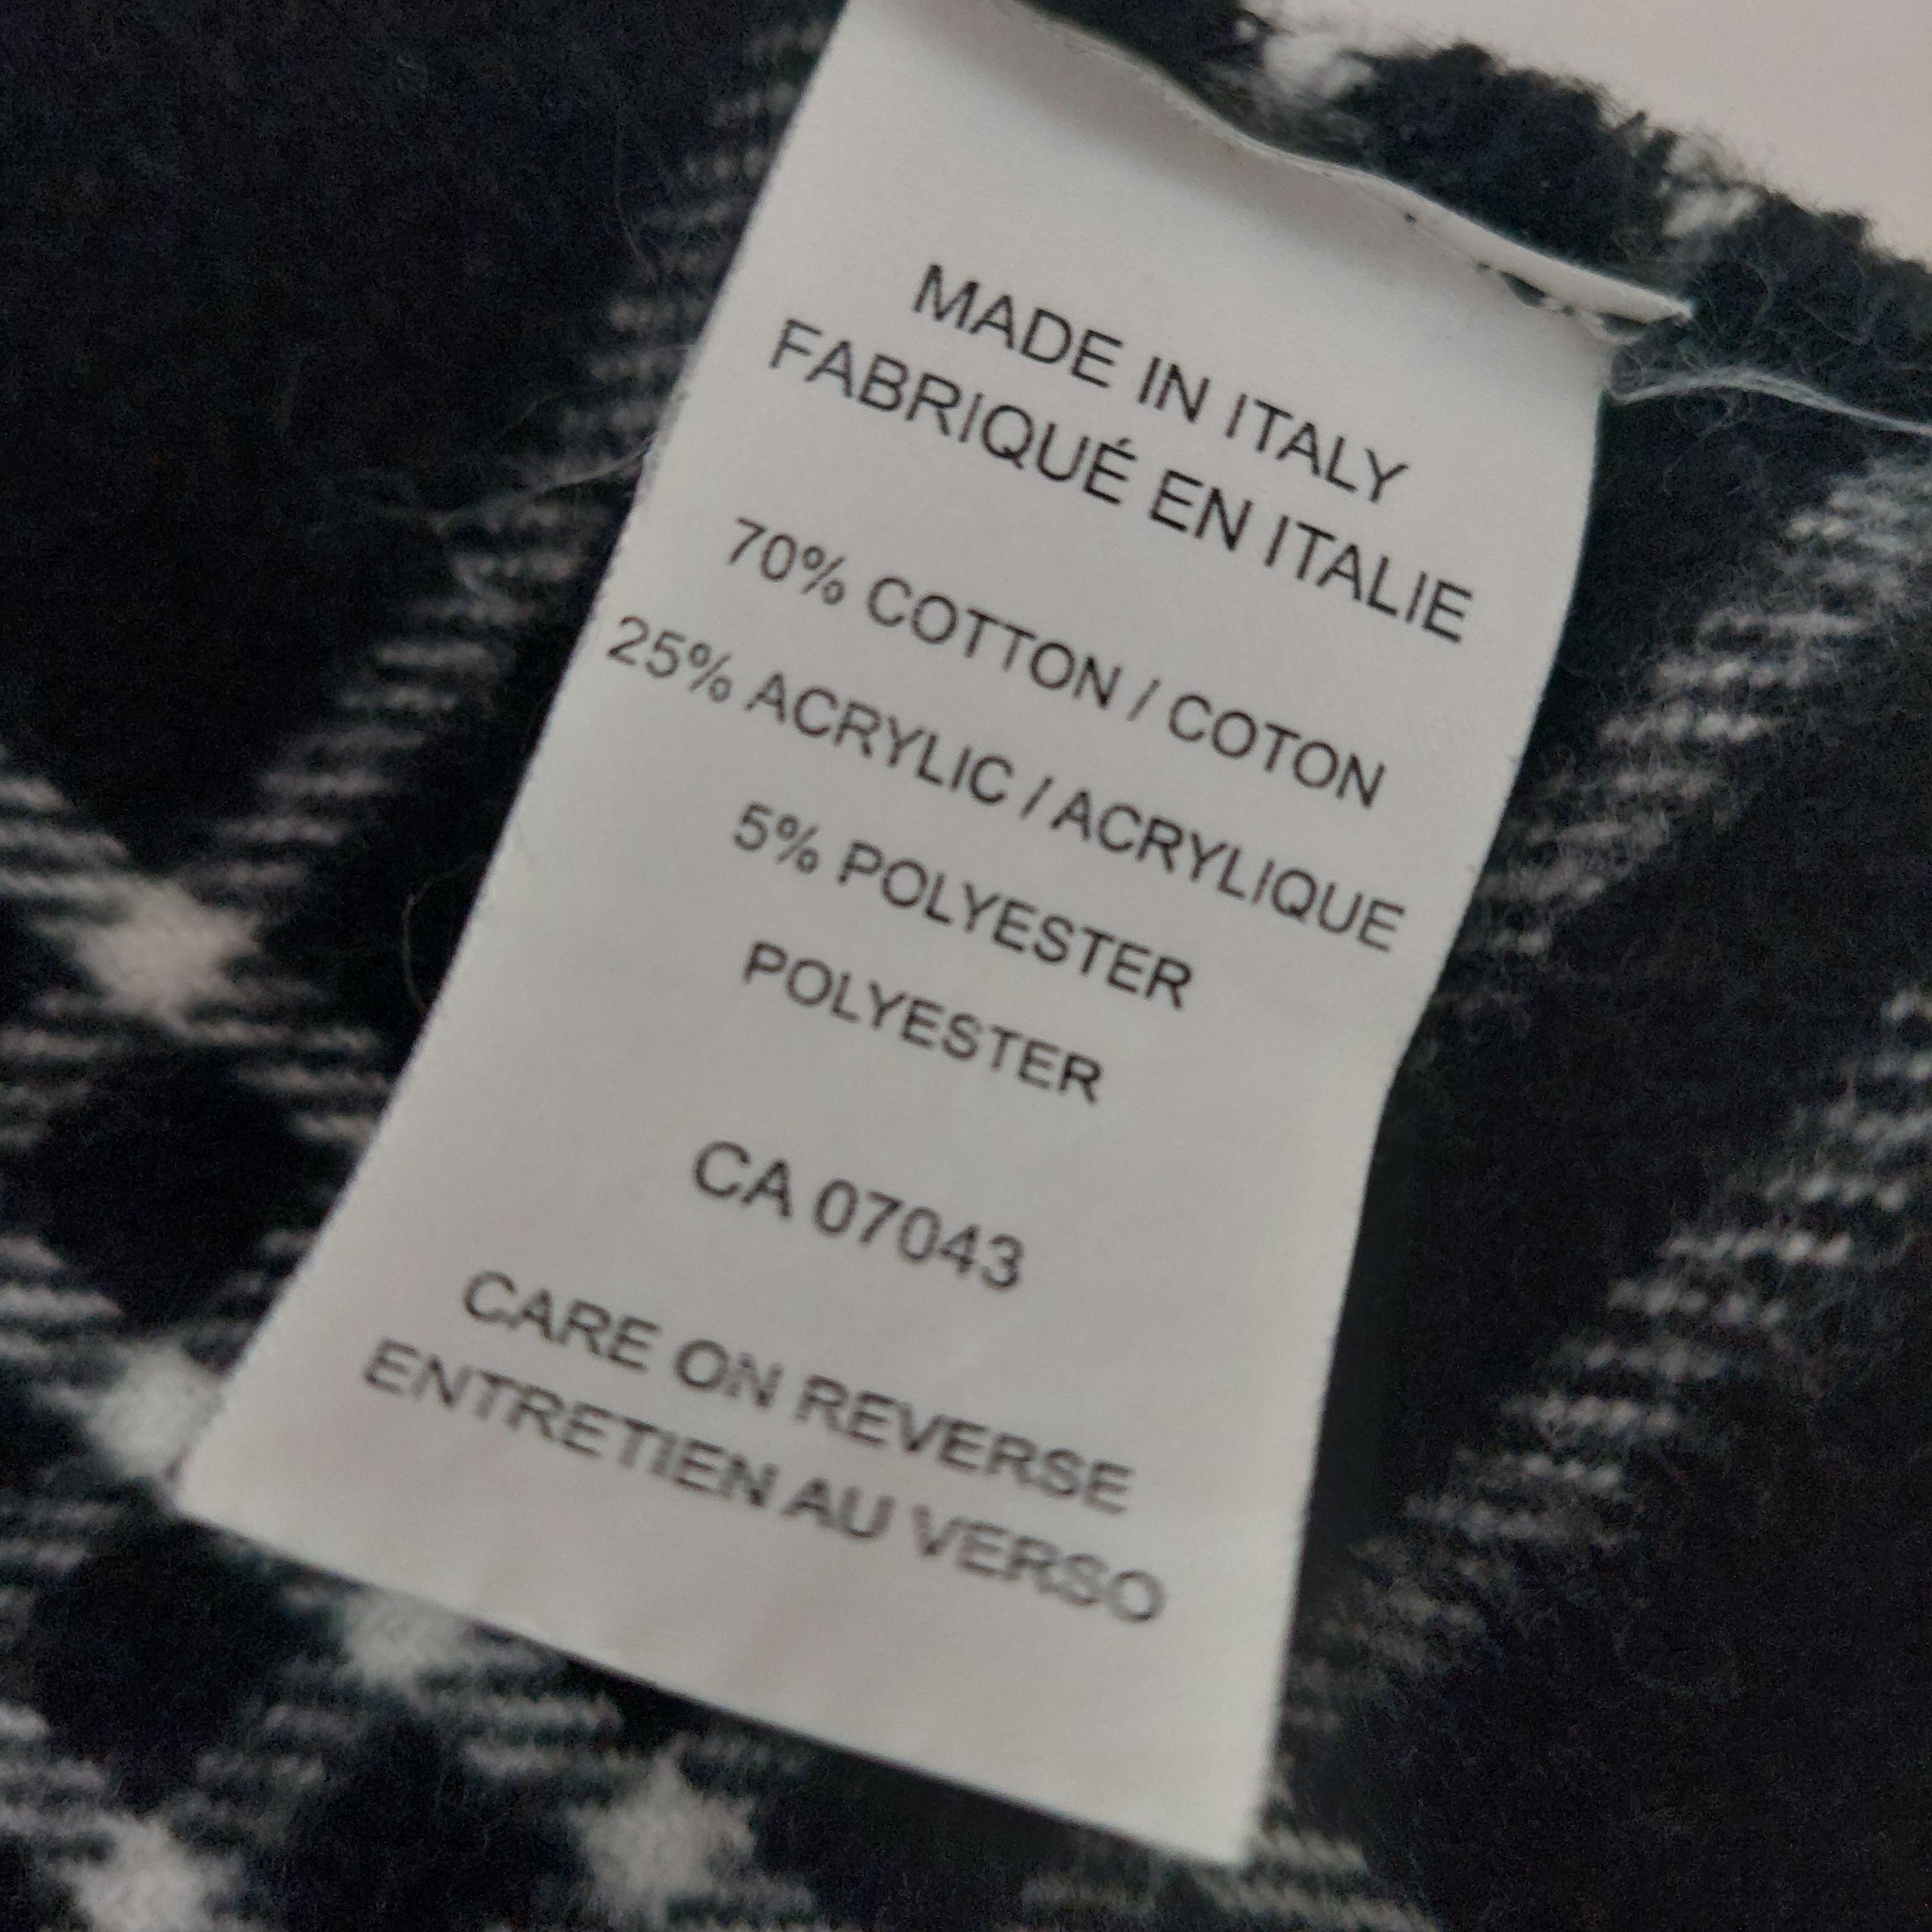 MADE IN ITALY
FABRIQUÉ EN ITALIE
70% COTTON / COTON
25% ACRYLIC / ACRYLIQUE
5% POLYESTER
POLYESTER
CA 07043
CARE ON REVERSE
ENTRETIEN AU VERSO